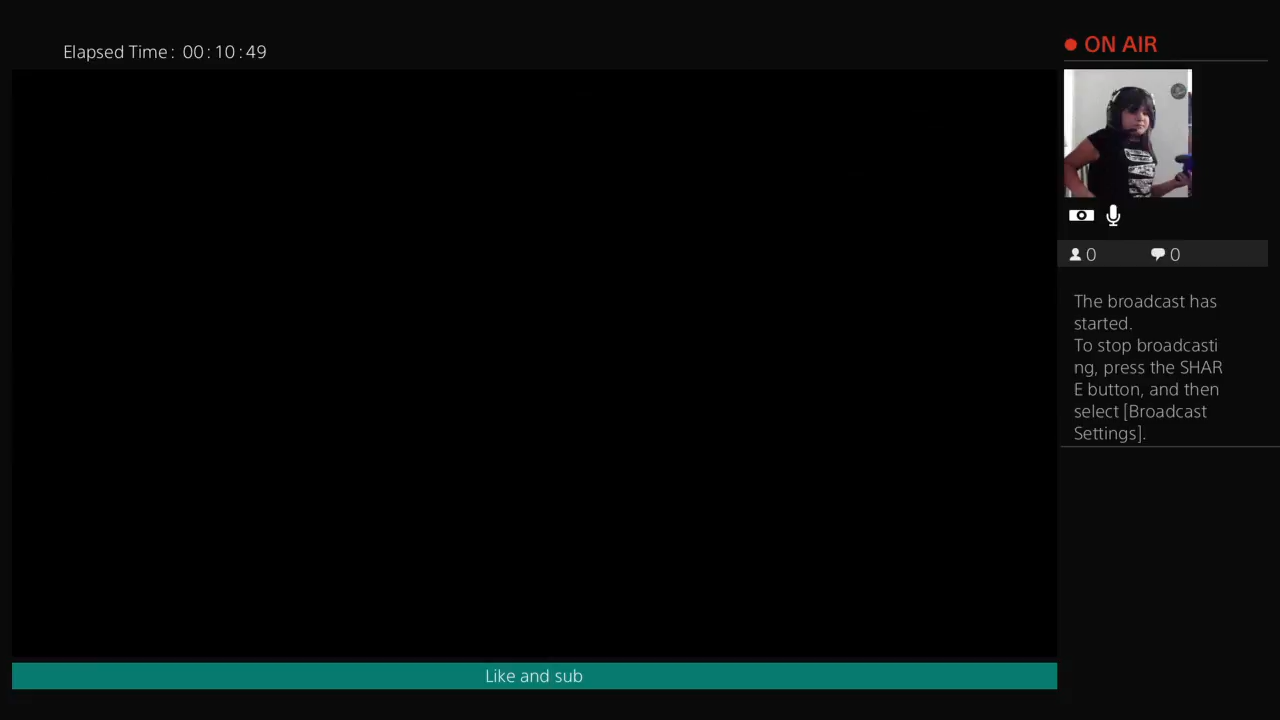 Elapsed Time: 00:10:49
ON AIR
0 0
The broadcast has
started.
To stop broadcasti
ng, press the SHAR
E button, and then
select [Broadcast
Settings].
Like and sub